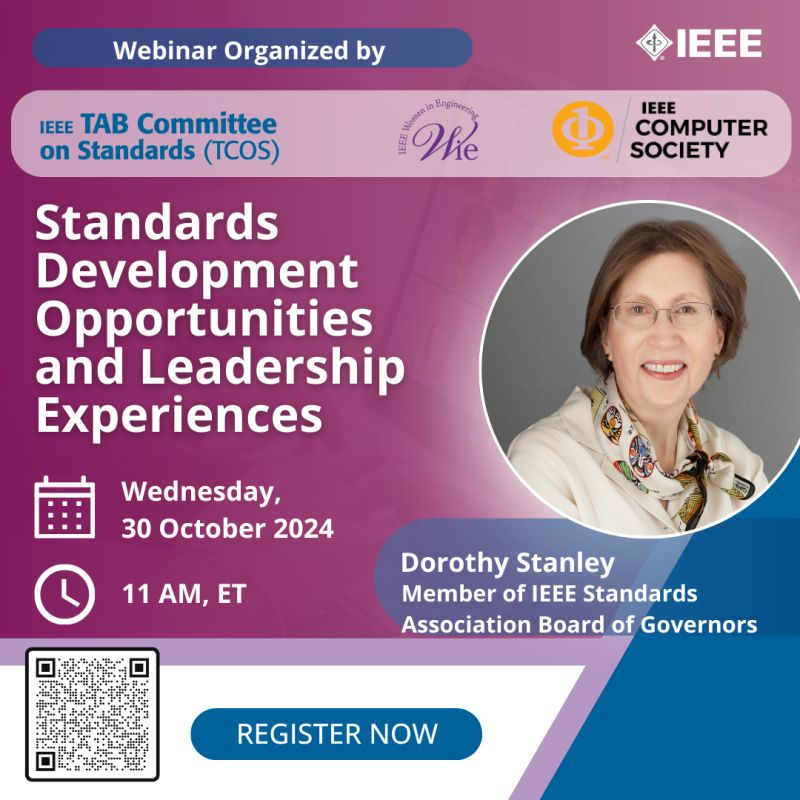 Webinar Organized by
IEEE
IEEE TAB Committee
on Standards (TCOS)
IEEE Women in Engineering
WIE
IEEE
COMPUTER
SOCIETY
Standards
Development
Opportunities
and Leadership
Experiences
Wednesday,
30 October 2024
11 AM, ET
Dorothy Stanley
Member of IEEE Standards
Association Board of Governors
REGISTER NOW